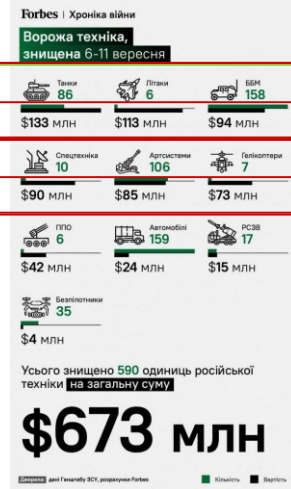 Forbes | Хроніка війни
Ворожа техніка,
знищена 6-11 вересня
Танки
86
$133 млн
Літаки
6
$113 млн
ББМ
158
$94 млн
Спецтехніка
10
$90 млн
Артсистеми
106
$85 млн
Гелікоптери
7
$73 млн
ППО
6
$42 млн
Автомобілі
159
$24 млн
РСЗВ
17
$15 млн
Безпілотники
35
$4 млн
Усього знищено 590 одиниць російської
техніки на загальну суму
$673 млн
Джерело: дані Генштабу ЗСУ, розрахунки Forbes
Кількість
Вартість